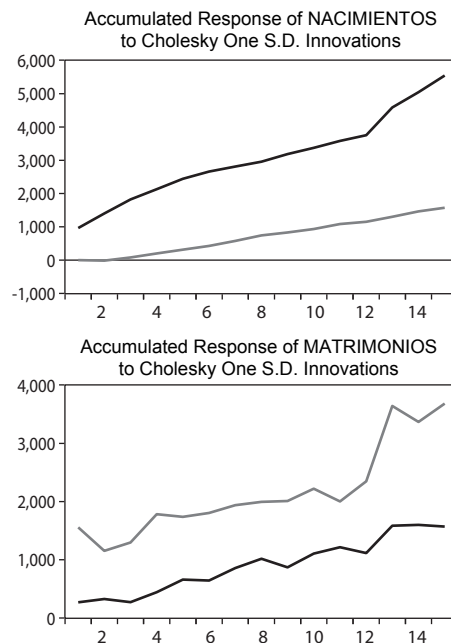 Accumulated Response of NACIMIENTOS
to Cholesky One S.D. Innovations
6,000
5,000
4,000
3,000
2,000
1,000
0
-1,000
2 4 6 8 10 12 14
Accumulated Response of MATRIMONIOS
to Cholesky One S.D. Innovations
4,000
3,000
2,000
1,000
0
2 4 6 8 10 12 14